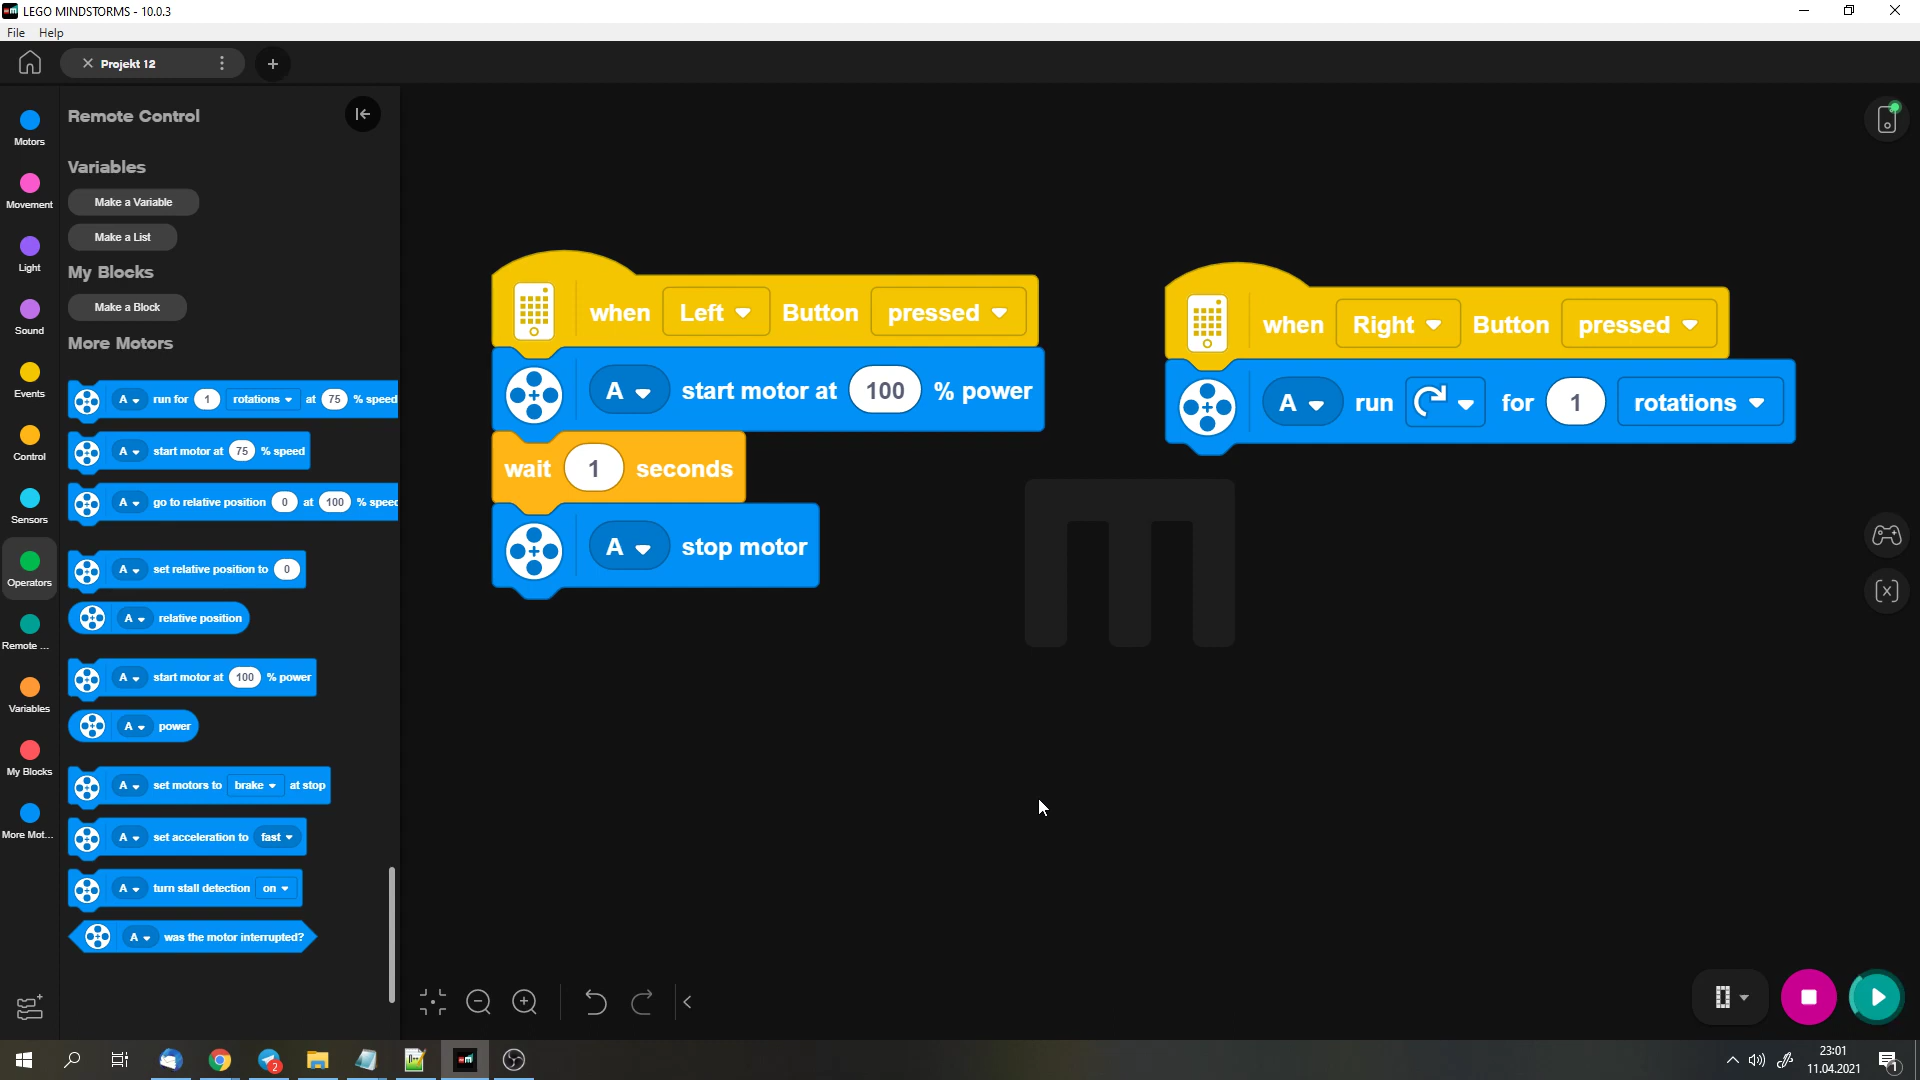 LEGO MINDSTORMS - 10.0.3
File Help
Projekt 12
Remote Control
Variables
Make a Variable
Make a List
My Blocks
Make a Block
More Motors
A run for 1 rotations at 75 % speed
A start motor at 75 % speed
A go to relative position 0 at 100 % speed
A set relative position to 0
A relative position
A start motor at 100 % power
A power
A set motors to brake at stop
A set acceleration to fast
A turn stall detection on
A was the motor interrupted?
Motors
Movement
Light
Sound
Events
Control
Sensors
Operators
Remote ...
Variables
My Blocks
More Mot...
when Left Button pressed
A start motor at 100 % power
wait 1 seconds
A stop motor
when Right Button pressed
A run for 1 rotations
2
23:01
11.04.2021
1